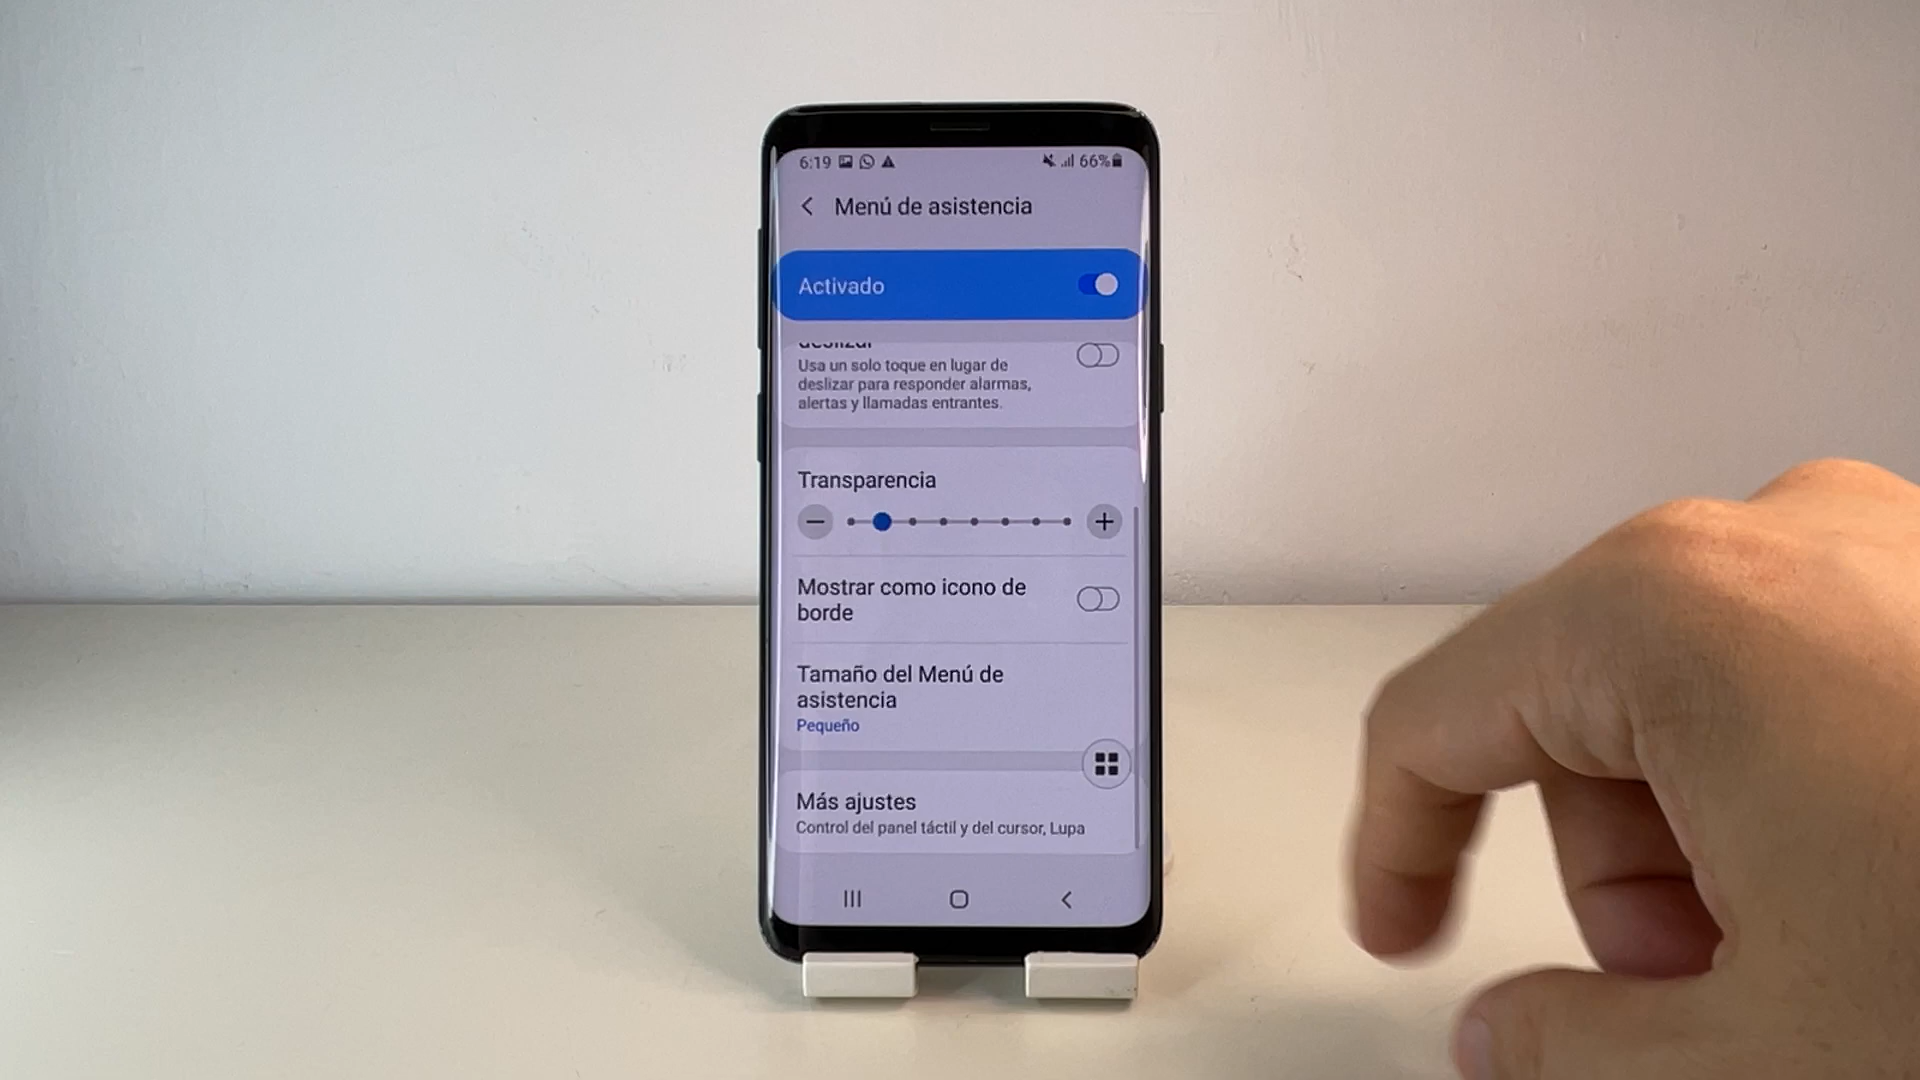 6:19
66%
Menú de asistencia
Activado
deslizar
Usa un solo toque en lugar de
deslizar para responder alarmas,
alertas y llamadas entrantes.
Transparencia
Mostrar como icono de
borde
Tamaño del Menú de
asistencia
Pequeño
Más ajustes
Control del panel táctil y del cursor, Lupa